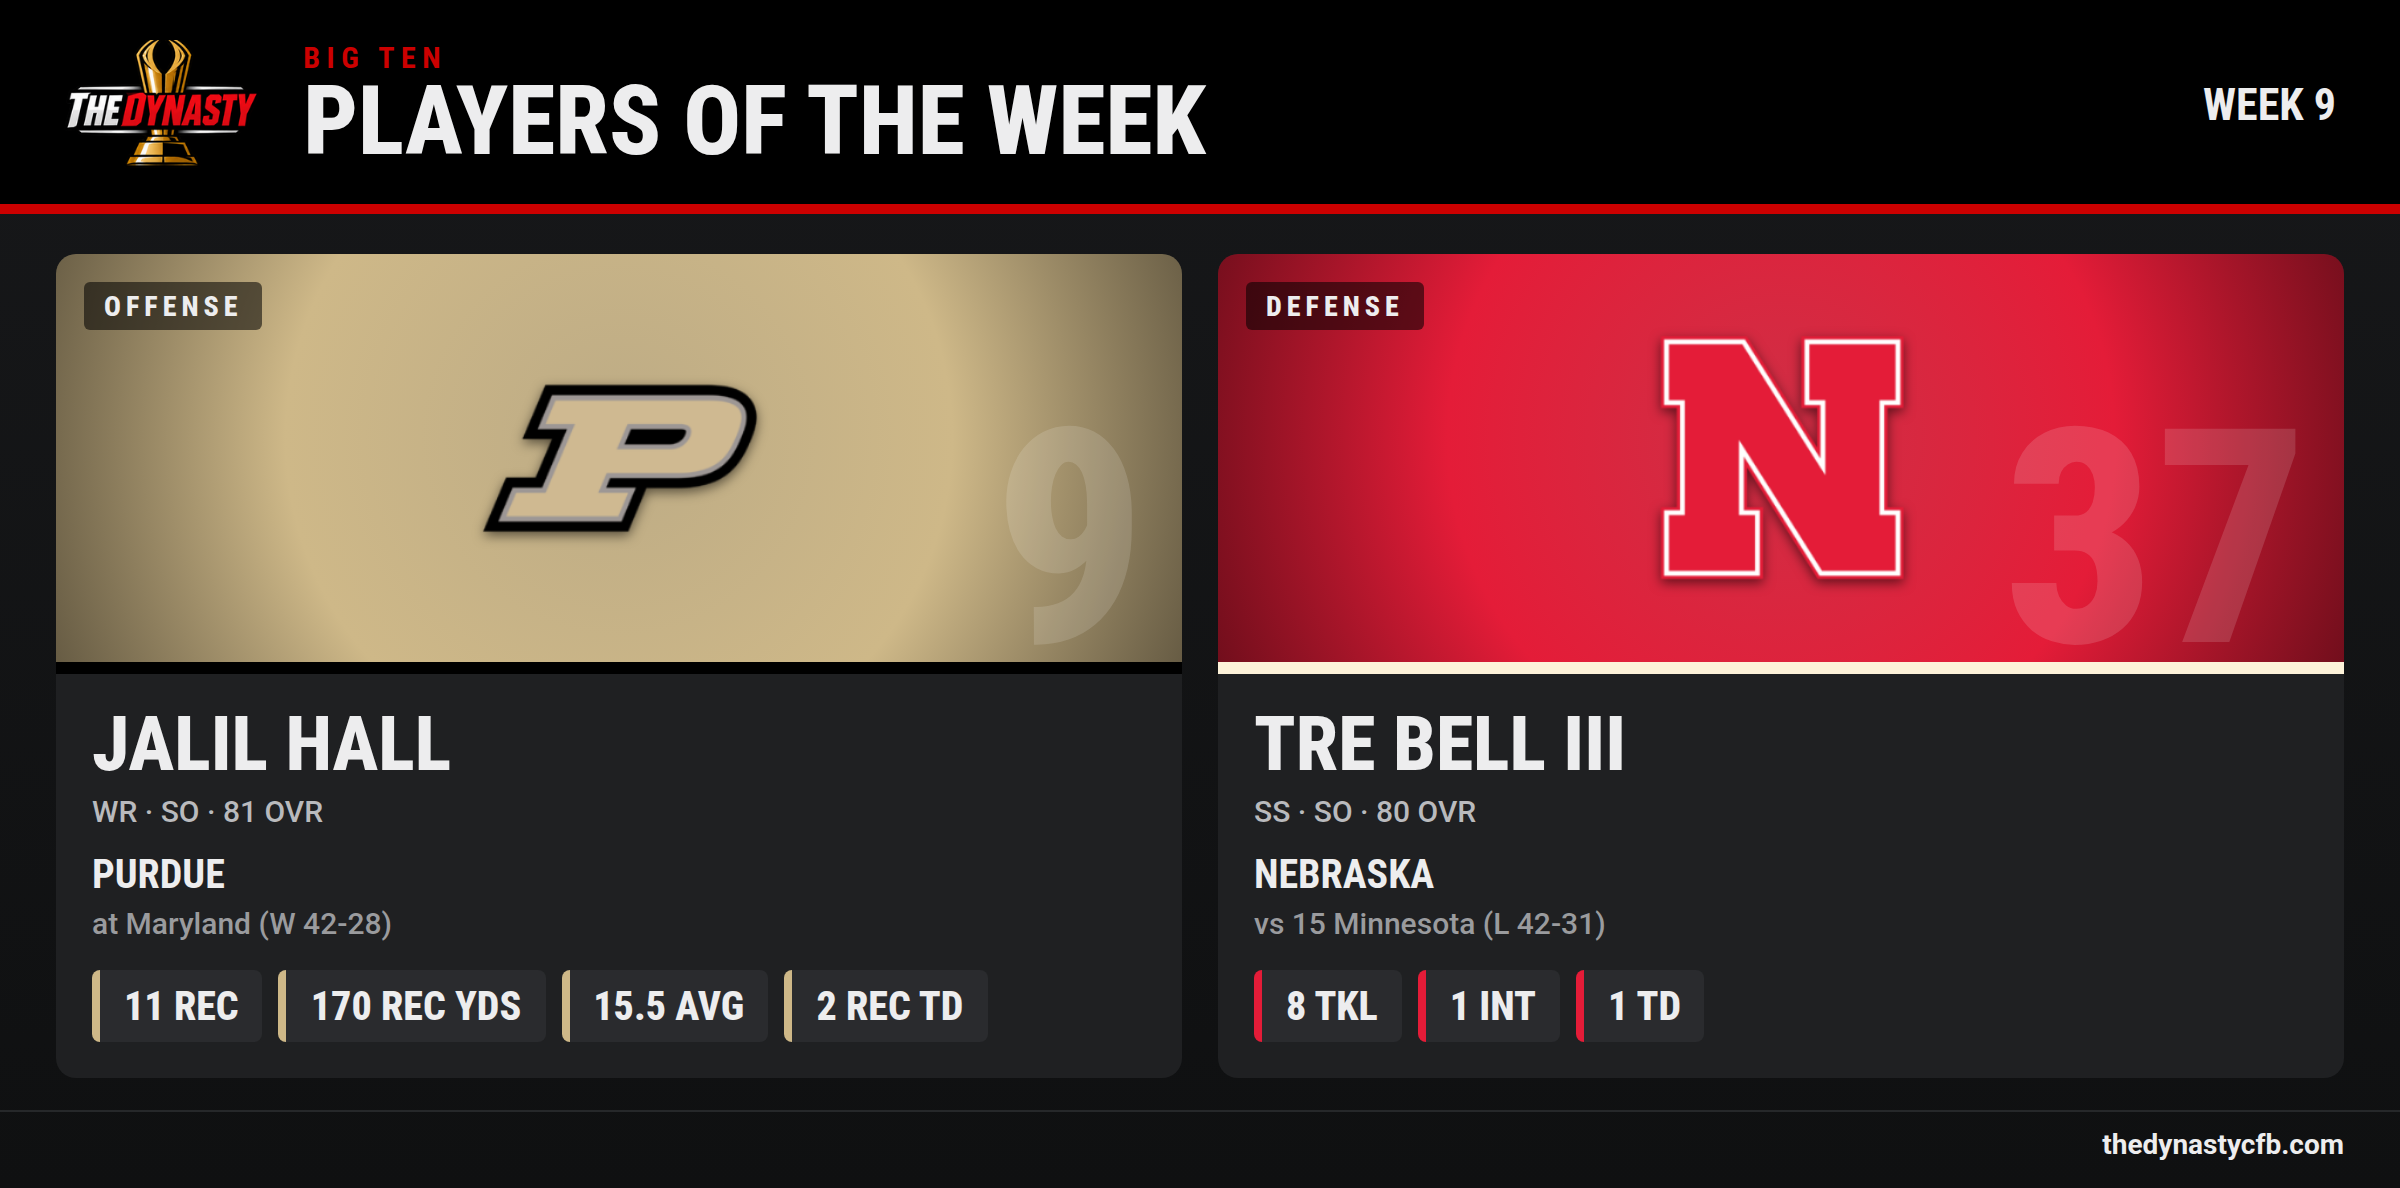 THE DYNASTY
BIG TEN
PLAYERS OF THE WEEK
WEEK 9
OFFENSE
P
9
JALIL HALL
WR · SO · 81 OVR
PURDUE
at Maryland (W 42-28)
11 REC
170 REC YDS
15.5 AVG
2 REC TD
DEFENSE
N
37
TRE BELL III
SS · SO · 80 OVR
NEBRASKA
vs 15 Minnesota (L 42-31)
8 TKL
1 INT
1 TD
thedynastycfb.com